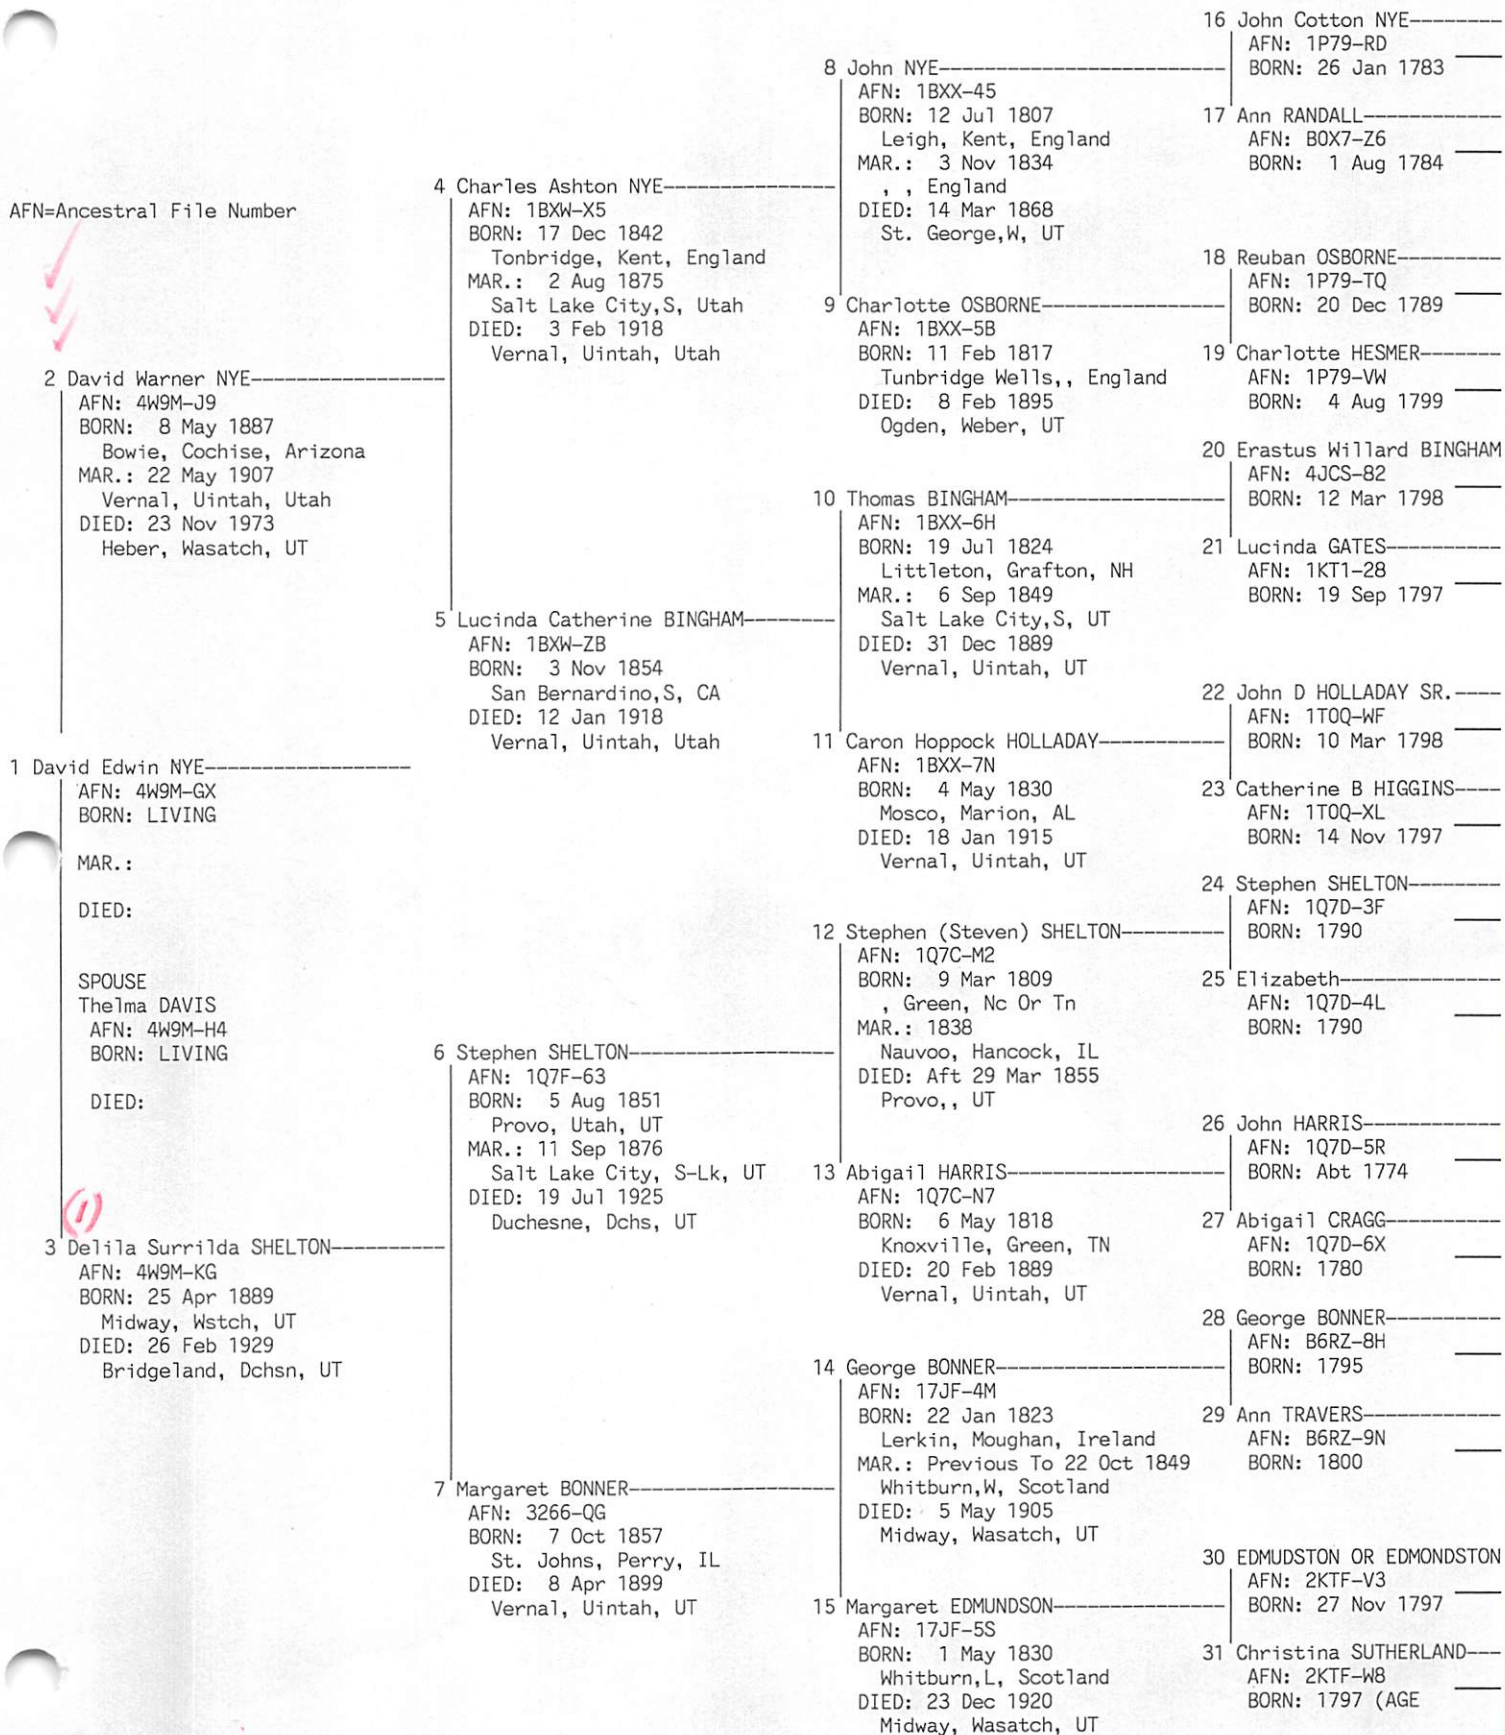 AFN=Ancestral File Number
1 David Edwin NYE
AFN: 4W9M-GX
BORN: LIVING
MAR.:
DIED:
SPOUSE
Thelma DAVIS
AFN: 4W9M-H4
BORN: LIVING
DIED:
2 David Warner NYE
AFN: 4W9M-J9
BORN: 8 May 1887
Bowie, Cochise, Arizona
MAR.: 22 May 1907
Vernal, Uintah, Utah
DIED: 23 Nov 1973
Heber, Wasatch, UT
(1)
3 Delila Surrilda SHELTON
AFN: 4W9M-KG
BORN: 25 Apr 1889
Midway, Wstch, UT
DIED: 26 Feb 1929
Bridgeland, Dchsn, UT
4 Charles Ashton NYE
AFN: 1BXW-X5
BORN: 17 Dec 1842
Tonbridge, Kent, England
MAR.: 2 Aug 1875
Salt Lake City,S, Utah
DIED: 3 Feb 1918
Vernal, Uintah, Utah
5 Lucinda Catherine BINGHAM
AFN: 1BXW-ZB
BORN: 3 Nov 1854
San Bernardino,S, CA
DIED: 12 Jan 1918
Vernal, Uintah, Utah
6 Stephen SHELTON
AFN: 1Q7F-63
BORN: 5 Aug 1851
Provo, Utah, UT
MAR.: 11 Sep 1876
Salt Lake City, S-Lk, UT
DIED: 19 Jul 1925
Duchesne, Dchs, UT
7 Margaret BONNER
AFN: 3266-QG
BORN: 7 Oct 1857
St. Johns, Perry, IL
DIED: 8 Apr 1899
Vernal, Uintah, UT
8 John NYE
AFN: 1BXX-45
BORN: 12 Jul 1807
Leigh, Kent, England
MAR.: 3 Nov 1834
, , England
DIED: 14 Mar 1868
St. George,W, UT
9 Charlotte OSBORNE
AFN: 1BXX-5B
BORN: 11 Feb 1817
Tunbridge Wells,, England
DIED: 8 Feb 1895
Ogden, Weber, UT
10 Thomas BINGHAM
AFN: 1BXX-6H
BORN: 19 Jul 1824
Littleton, Grafton, NH
MAR.: 6 Sep 1849
Salt Lake City,S, UT
DIED: 31 Dec 1889
Vernal, Uintah, UT
11 Caron Hoppock HOLLADAY
AFN: 1BXX-7N
BORN: 4 May 1830
Mosco, Marion, AL
DIED: 18 Jan 1915
Vernal, Uintah, UT
12 Stephen (Steven) SHELTON
AFN: 1Q7C-M2
BORN: 9 Mar 1809
, Green, Nc Or Tn
MAR.: 1838
Nauvoo, Hancock, IL
DIED: Aft 29 Mar 1855
Provo,, UT
13 Abigail HARRIS
AFN: 1Q7C-N7
BORN: 6 May 1818
Knoxville, Green, TN
DIED: 20 Feb 1889
Vernal, Uintah, UT
14 George BONNER
AFN: 17JF-4M
BORN: 22 Jan 1823
Lerkin, Moughan, Ireland
MAR.: Previous To 22 Oct 1849
Whitburn,W, Scotland
DIED: 5 May 1905
Midway, Wasatch, UT
15 Margaret EDMUNDSON
AFN: 17JF-5S
BORN: 1 May 1830
Whitburn,L, Scotland
DIED: 23 Dec 1920
Midway, Wasatch, UT
16 John Cotton NYE
AFN: 1P79-RD
BORN: 26 Jan 1783
17 Ann RANDALL
AFN: B0X7-Z6
BORN: 1 Aug 1784
18 Reuban OSBORNE
AFN: 1P79-TQ
BORN: 20 Dec 1789
19 Charlotte HESMER
AFN: 1P79-VW
BORN: 4 Aug 1799
20 Erastus Willard BINGHAM
AFN: 4JCS-82
BORN: 12 Mar 1798
21 Lucinda GATES
AFN: 1KT1-28
BORN: 19 Sep 1797
22 John D HOLLADAY SR.
AFN: 1T0Q-WF
BORN: 10 Mar 1798
23 Catherine B HIGGINS
AFN: 1T0Q-XL
BORN: 14 Nov 1797
24 Stephen SHELTON
AFN: 1Q7D-3F
BORN: 1790
25 Elizabeth
AFN: 1Q7D-4L
BORN: 1790
26 John HARRIS
AFN: 1Q7D-5R
BORN: Abt 1774
27 Abigail CRAGG
AFN: 1Q7D-6X
BORN: 1780
28 George BONNER
AFN: B6RZ-8H
BORN: 1795
29 Ann TRAVERS
AFN: B6RZ-9N
BORN: 1800
30 EDMUDSTON OR EDMONDSTON
AFN: 2KTF-V3
BORN: 27 Nov 1797
31 Christina SUTHERLAND
AFN: 2KTF-W8
BORN: 1797 (AGE